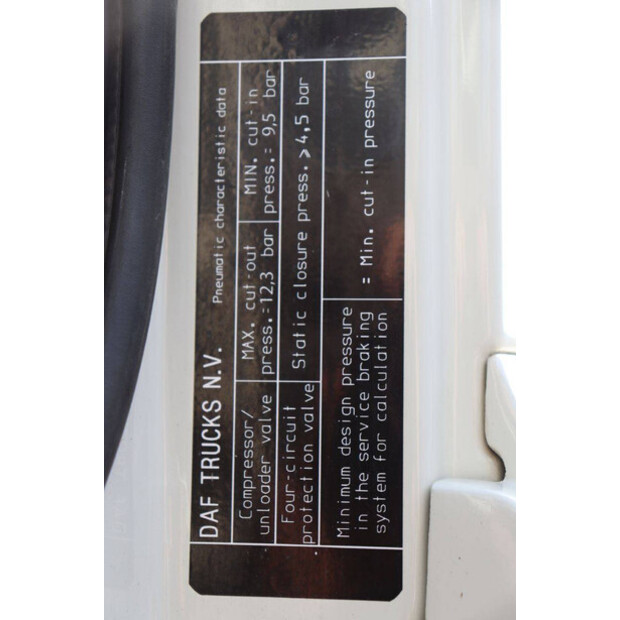 DAF TRUCKS N.V.
Pneumatic characteristic data
Compressor/
unloader valve
MAX. cut-out
press.=12,3 bar
MIN. cut-in
press.= 9,5 bar
Four-circuit
protection valve
Static closure press. > 4,5 bar
Minimum design pressure
in the service braking
system for calculation
= Min. cut-in pressure